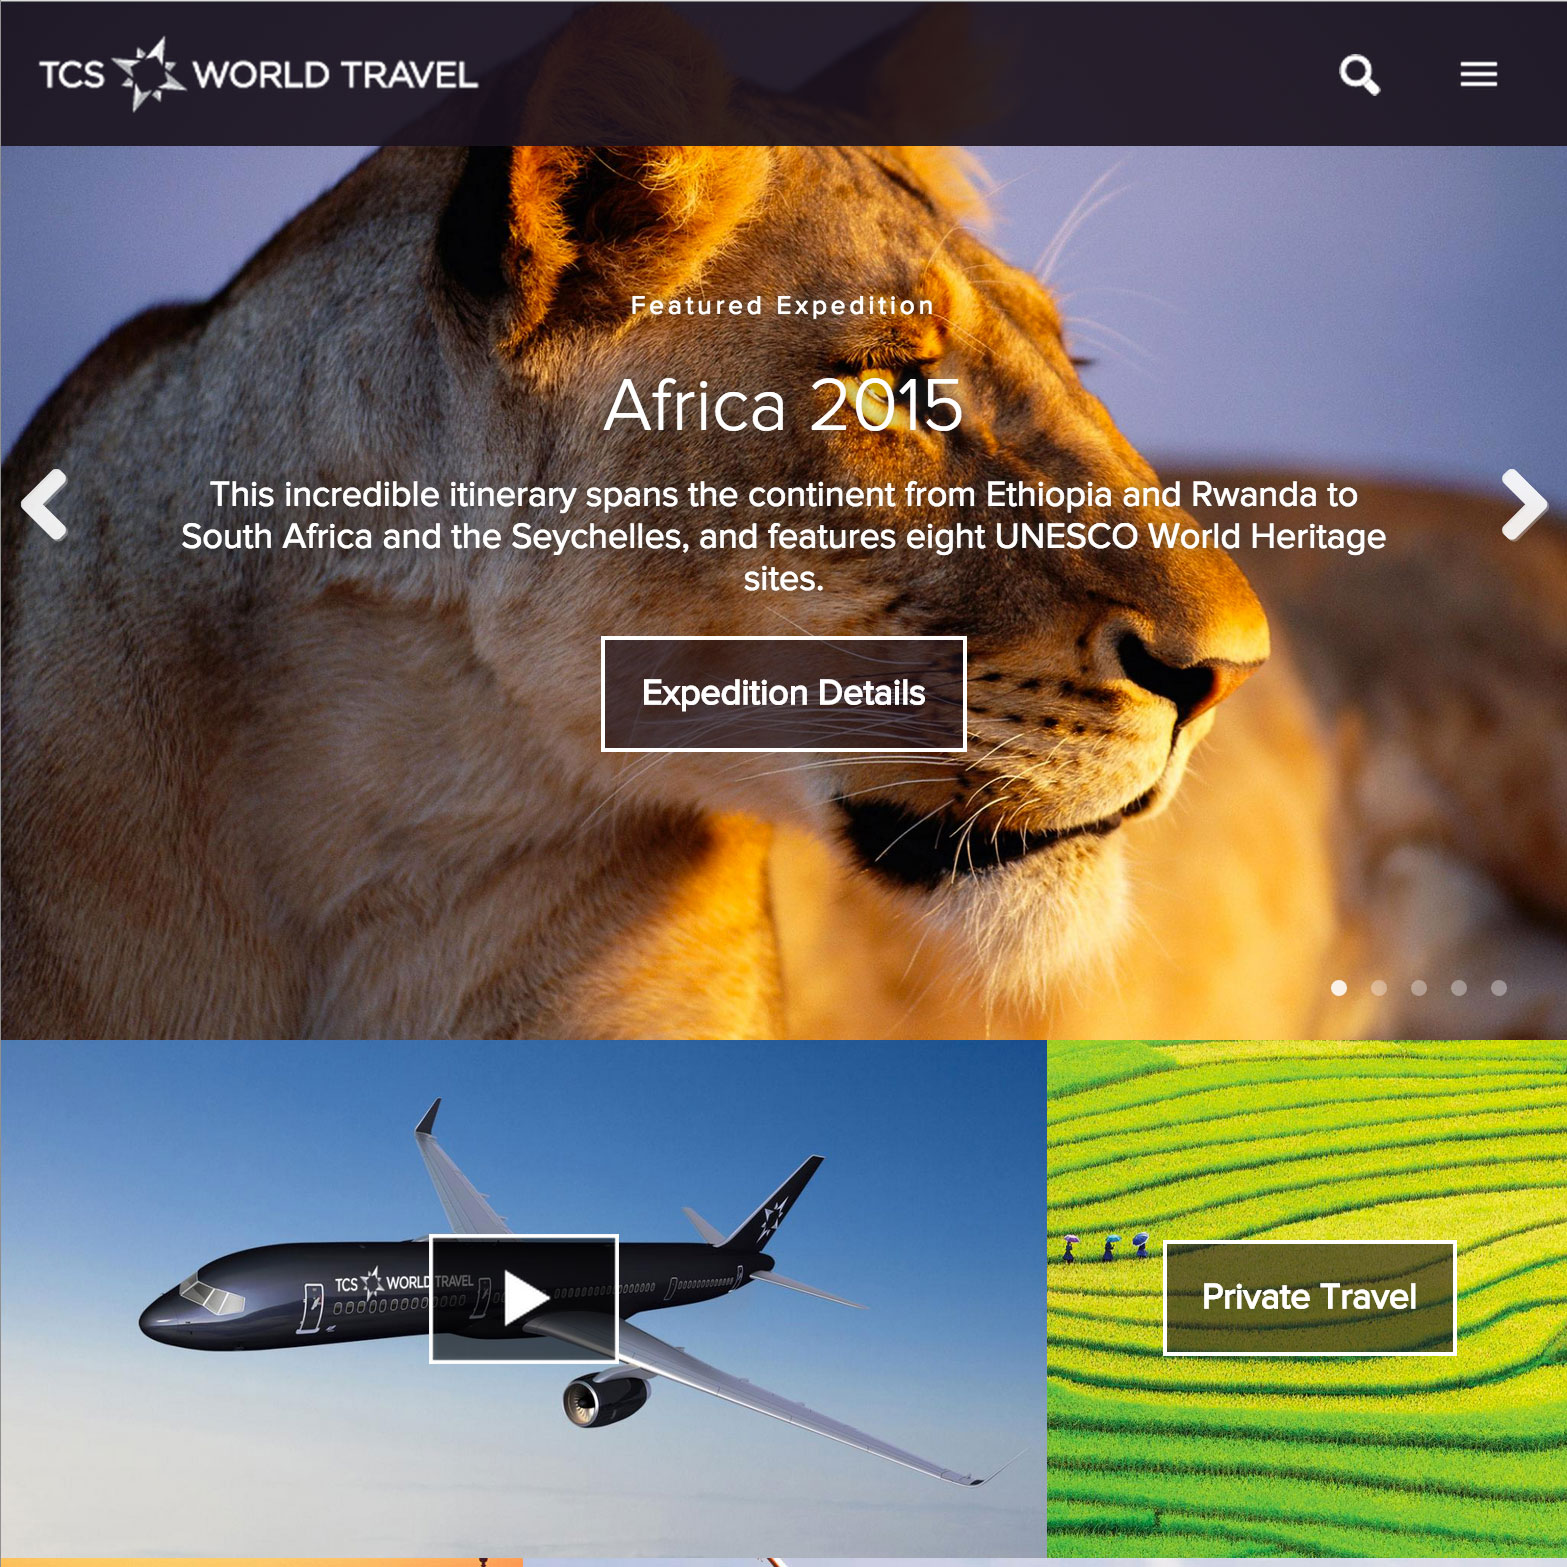 TCS WORLD TRAVEL
Featured Expedition
Africa 2015
This incredible itinerary spans the continent from Ethiopia and Rwanda to
South Africa and the Seychelles, and features eight UNESCO World Heritage
sites.
Expedition Details
TCS WORLD TRAVEL
Private Travel